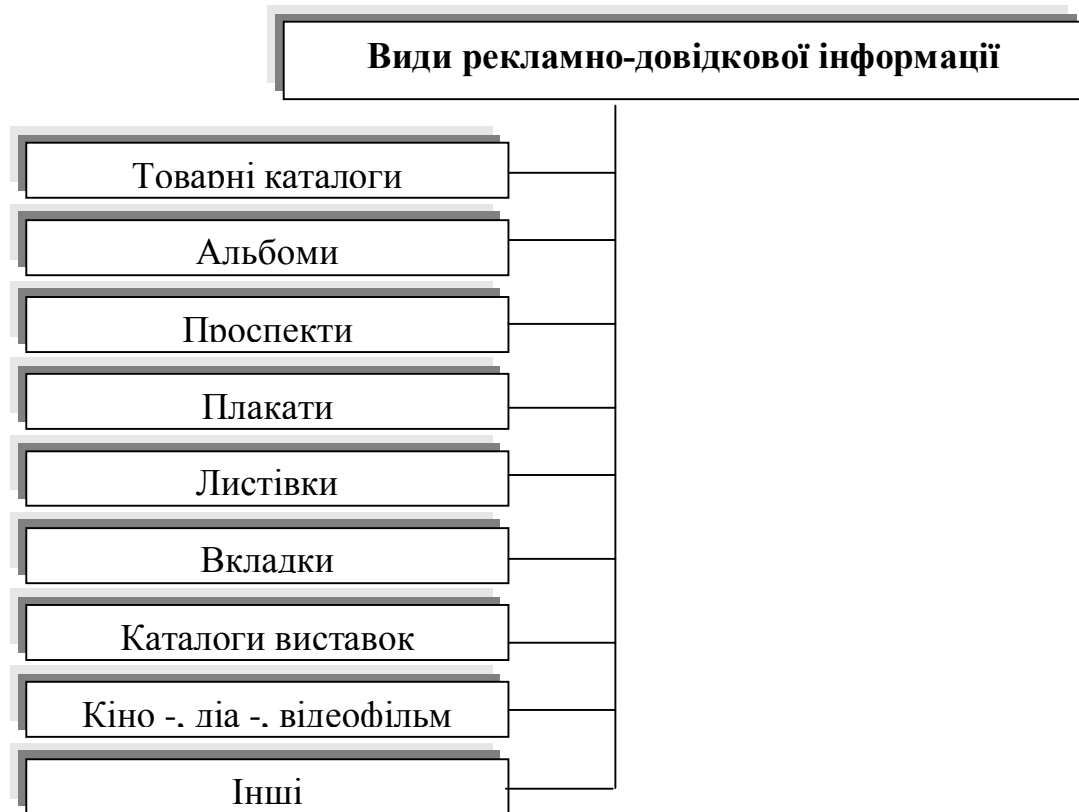 Види рекламно-довідкової інформації
Товарні каталоги
Альбоми
Проспекти
Плакати
Листівки
Вкладки
Каталоги виставок
Кіно -, діа -, відеофільм
Інші